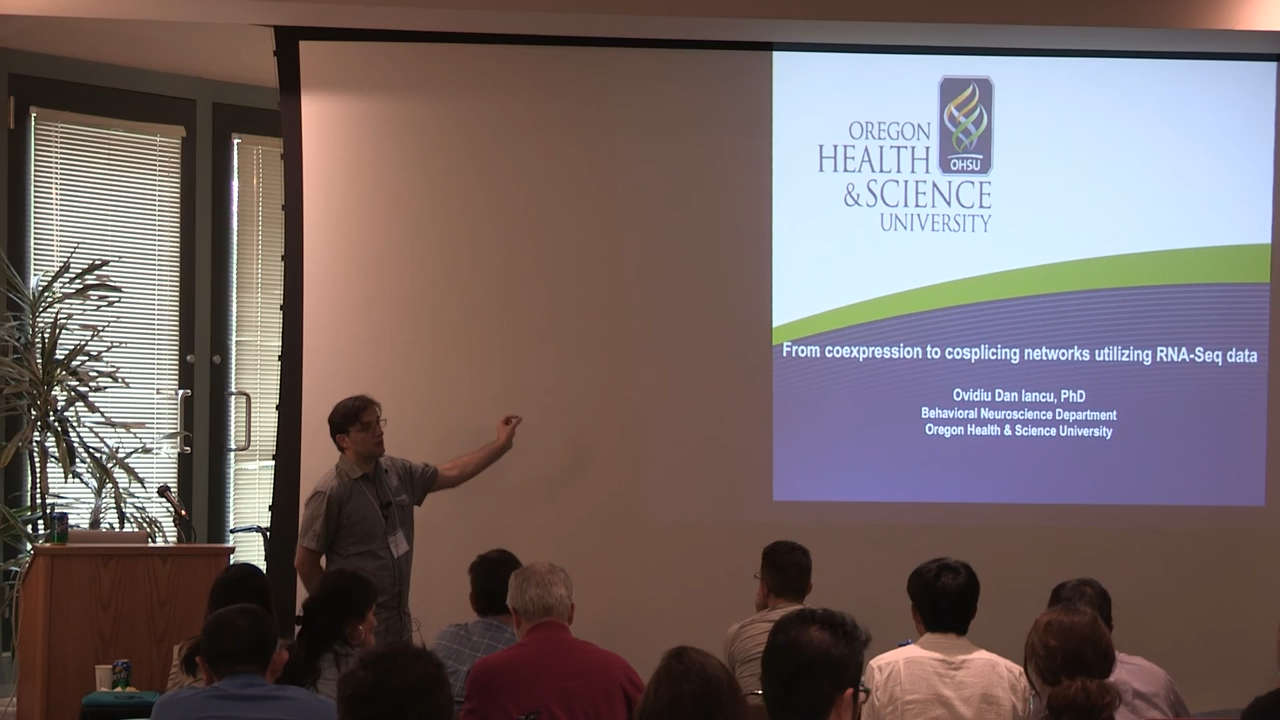 OREGON
HEALTH
OHSU
& SCIENCE
UNIVERSITY
From coexpression to cosplicing networks utilizing RNA-Seq data
Ovidiu Dan Iancu, PhD
Behavioral Neuroscience Department
Oregon Health & Science University